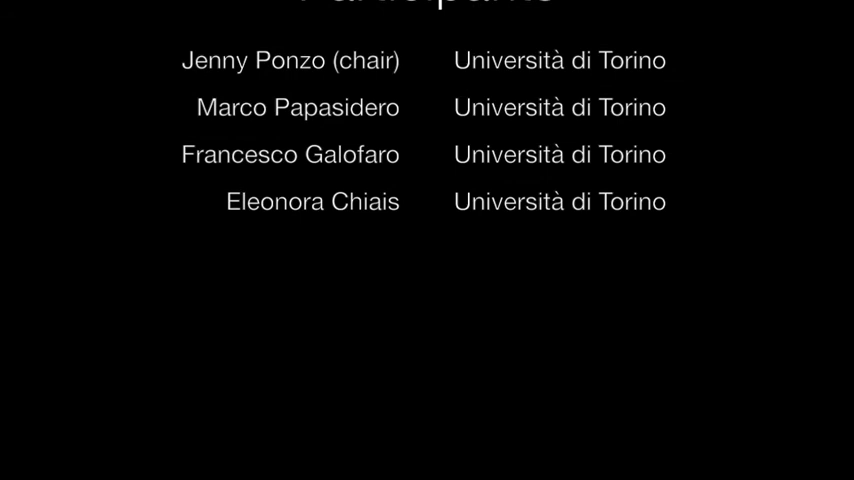 Participants
Jenny Ponzo (chair) Università di Torino
Marco Papasidero Università di Torino
Francesco Galofaro Università di Torino
Eleonora Chiais Università di Torino